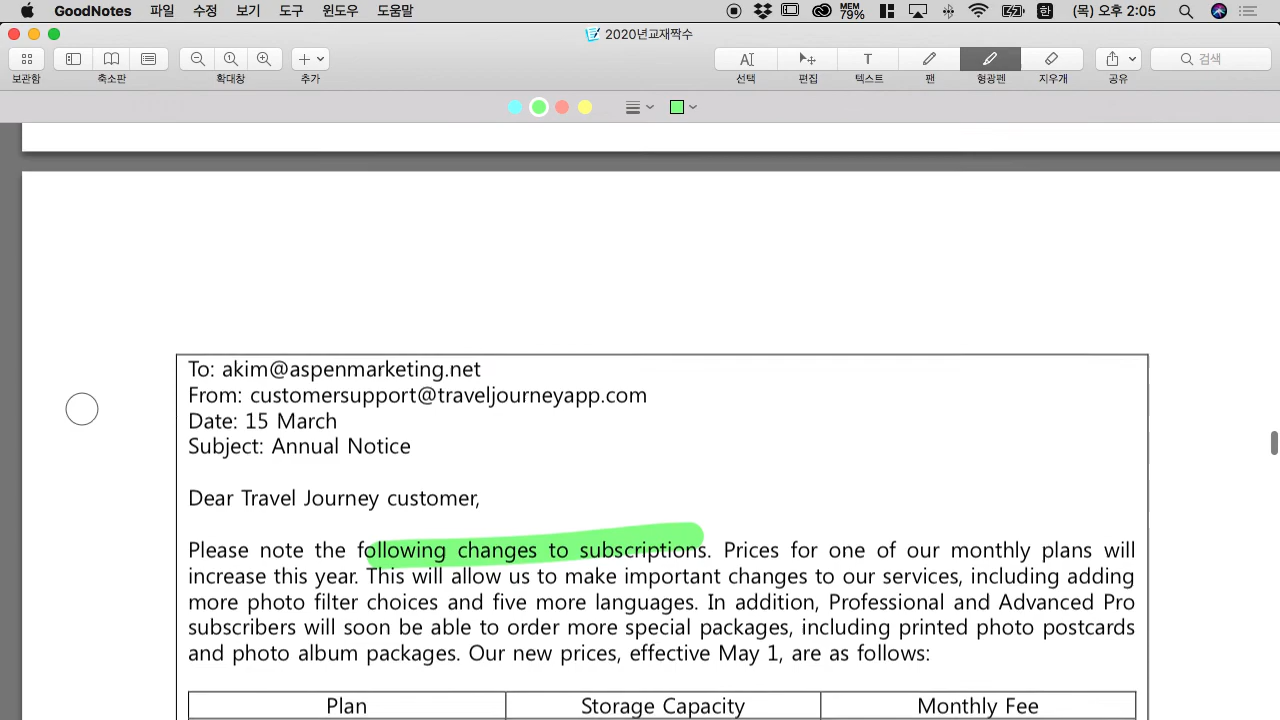 GoodNotes 파일 수정 보기 도구 윈도우 도움말 MEM 79% 한 (목) 오후 2:05
2020년교재짝수
보관함 축소판 확대창 추가 선택 편집 텍스트 펜 형광펜 지우개 공유 검색
To: akim@aspenmarketing.net
From: customersupport@traveljourneyapp.com
Date: 15 March
Subject: Annual Notice
Dear Travel Journey customer,
Please note the following changes to subscriptions. Prices for one of our monthly plans will
increase this year. This will allow us to make important changes to our services, including adding
more photo filter choices and five more languages. In addition, Professional and Advanced Pro
subscribers will soon be able to order more special packages, including printed photo postcards
and photo album packages. Our new prices, effective May 1, are as follows:
Plan Storage Capacity Monthly Fee